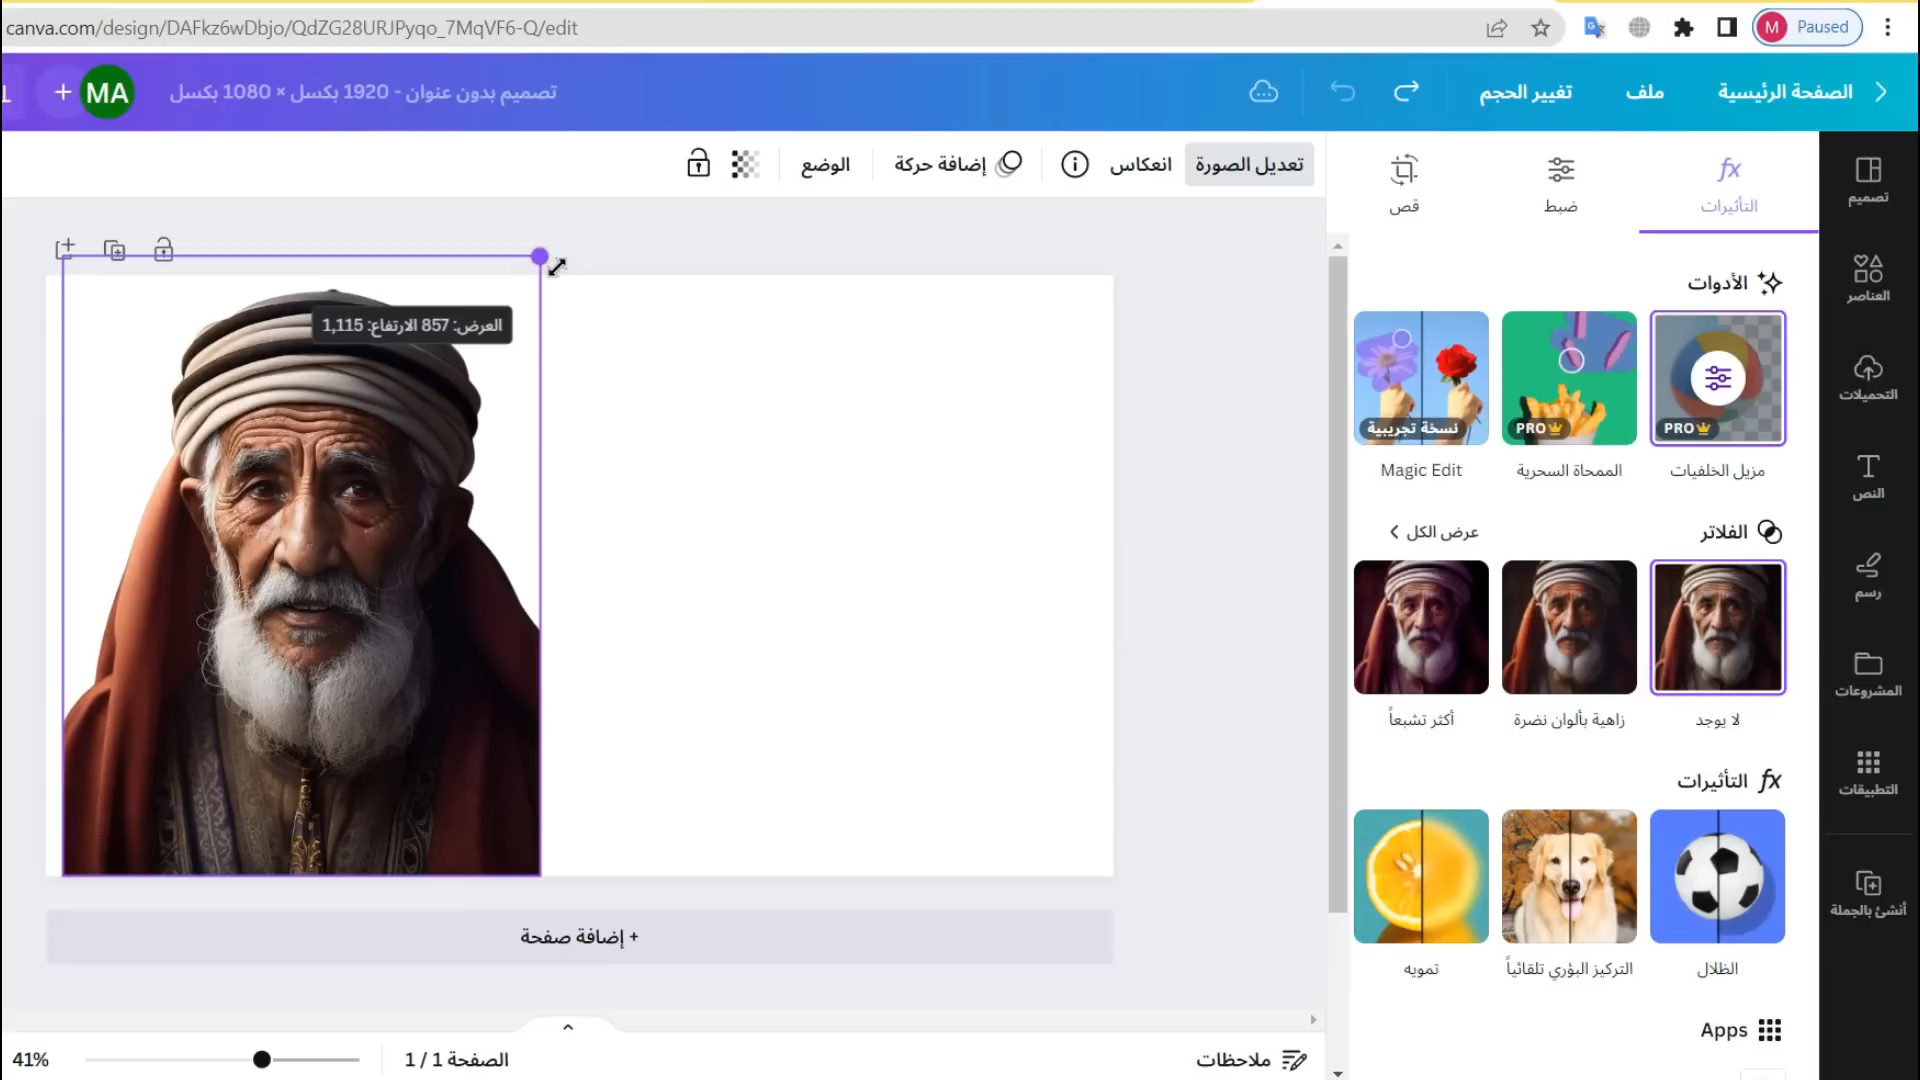 canva.com/design/DAFkz6wDbjo/QdZG28URJPyqo_7MqVF6-Q/edit
M Paused
الصفحة الرئيسية
ملف
تغيير الحجم
تصميم بدون عنوان - 1920 بكسل × 1080 بكسل
MA
+
تعديل الصورة
انعكاس
إضافة حركة
الوضع
التأثيرات
ضبط
قص
تصميم
العناصر
التحميلات
النص
رسم
المشروعات
التطبيقات
أنشئ بالجملة
العرض: 857 الارتفاع: 1,115
الأدوات
PRO
PRO
نسخة تجريبية
مزيل الخلفيات
الممحاة السحرية
Magic Edit
الفلاتر
عرض الكل
لا يوجد
زاهية بألوان نضرة
أكثر تشبعاً
fx التأثيرات
الظلال
التركيز البؤري تلقائياً
تمويه
Apps
+ إضافة صفحة
ملاحظات
الصفحة 1 / 1
41%